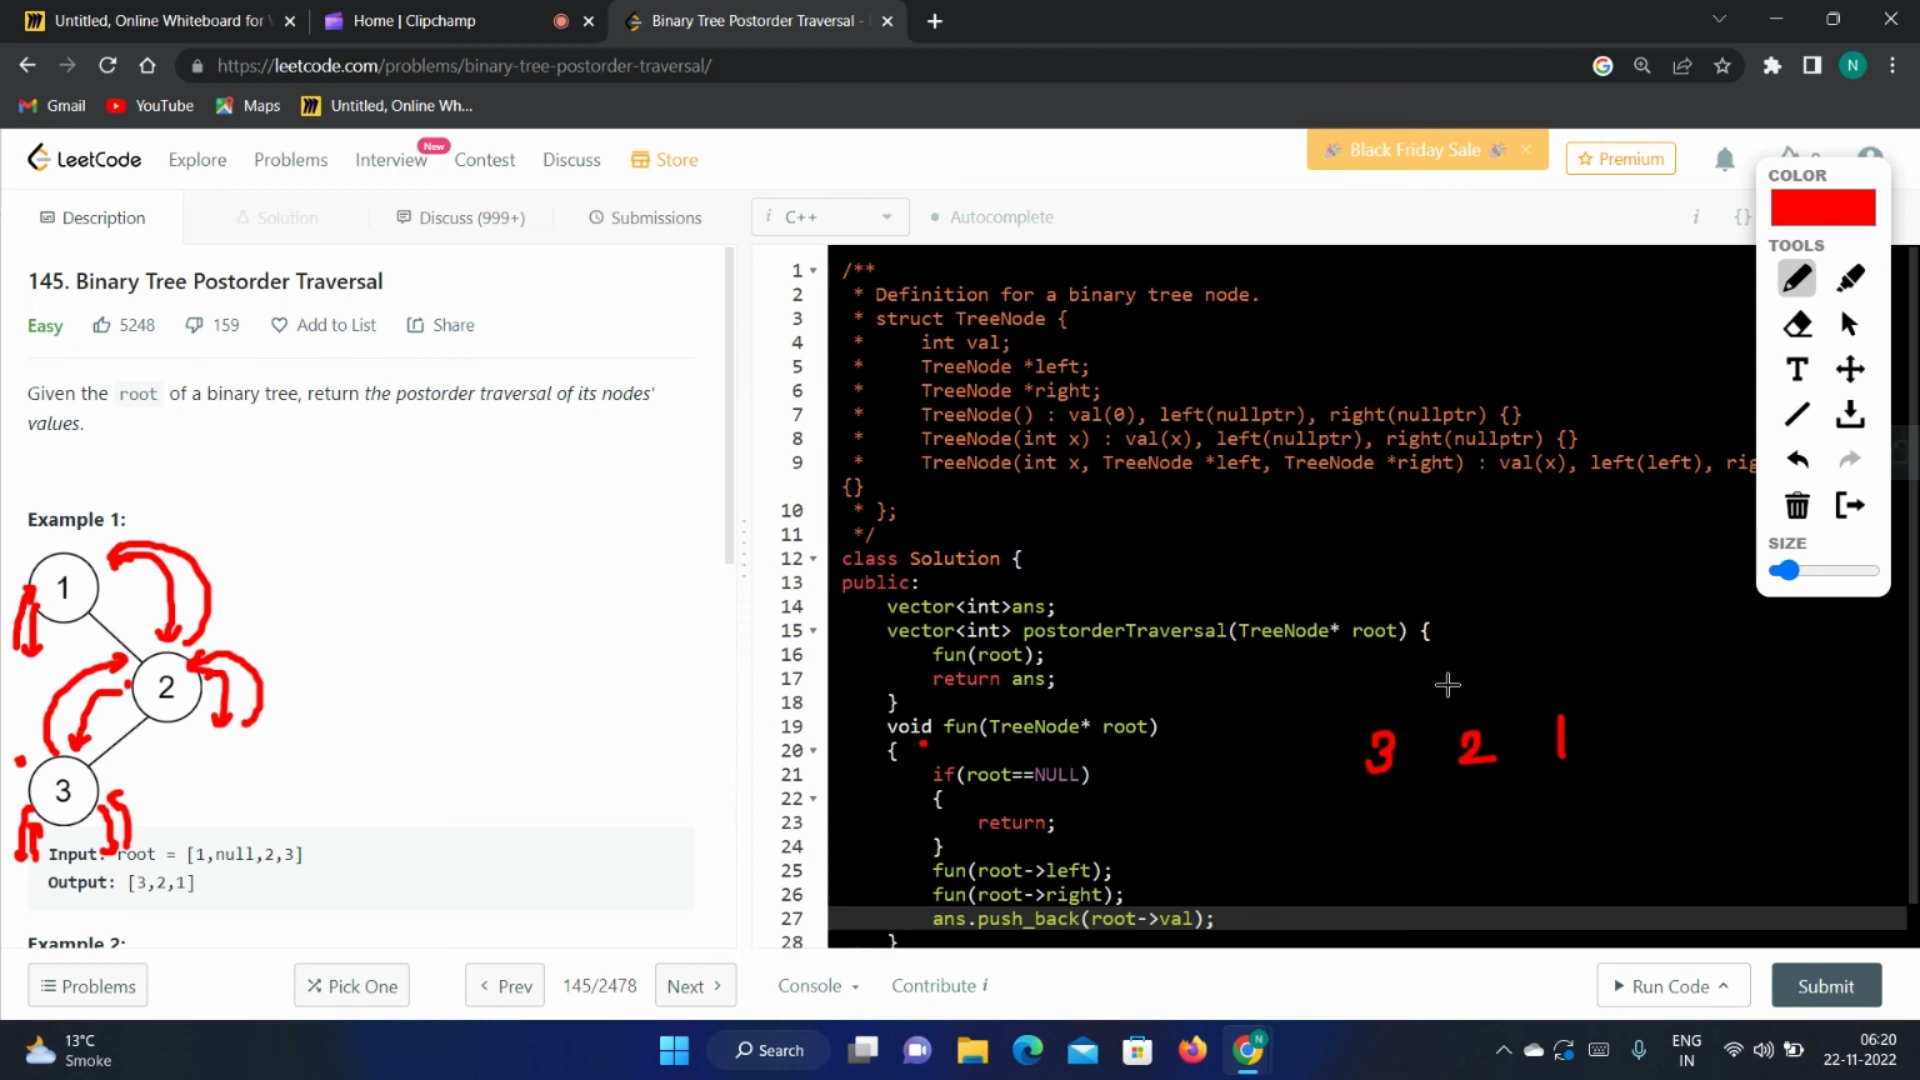 Untitled, Online Whiteboard for
Home | Clipchamp
Binary Tree Postorder Traversal -
https://leetcode.com/problems/binary-tree-postorder-traversal/
N
Gmail
YouTube
Maps
Untitled, Online Wh...
LeetCode
Explore
Problems
Interview
New
Contest
Discuss
Store
Black Friday Sale
Premium
Description
Solution
Discuss (999+)
Submissions
i C++
Autocomplete
i {}
COLOR
TOOLS
T
SIZE
145. Binary Tree Postorder Traversal
Easy 5248 159 Add to List Share
Given the root of a binary tree, return the postorder traversal of its nodes'
values.
Example 1:
1
2
3
Input: root = [1,null,2,3]
Output: [3,2,1]
Example 2:
1 /**
2 * Definition for a binary tree node.
3 * struct TreeNode {
4 * int val;
5 * TreeNode *left;
6 * TreeNode *right;
7 * TreeNode() : val(0), left(nullptr), right(nullptr) {}
8 * TreeNode(int x) : val(x), left(nullptr), right(nullptr) {}
9 * TreeNode(int x, TreeNode *left, TreeNode *right) : val(x), left(left), rig
{}
10 * };
11 */
12 class Solution {
13 public:
14 vector<int>ans;
15 vector<int> postorderTraversal(TreeNode* root) {
16 fun(root);
17 return ans;
18 }
19 void fun(TreeNode* root)
20 {
21 if(root==NULL)
22 {
23 return;
24 }
25 fun(root->left);
26 fun(root->right);
27 ans.push_back(root->val);
28 }
3 2 1
Problems
Pick One
Prev
145/2478
Next
Console
Contribute i
Run Code
Submit
13°C
Smoke
Search
N
ENG
IN
06:20
22-11-2022